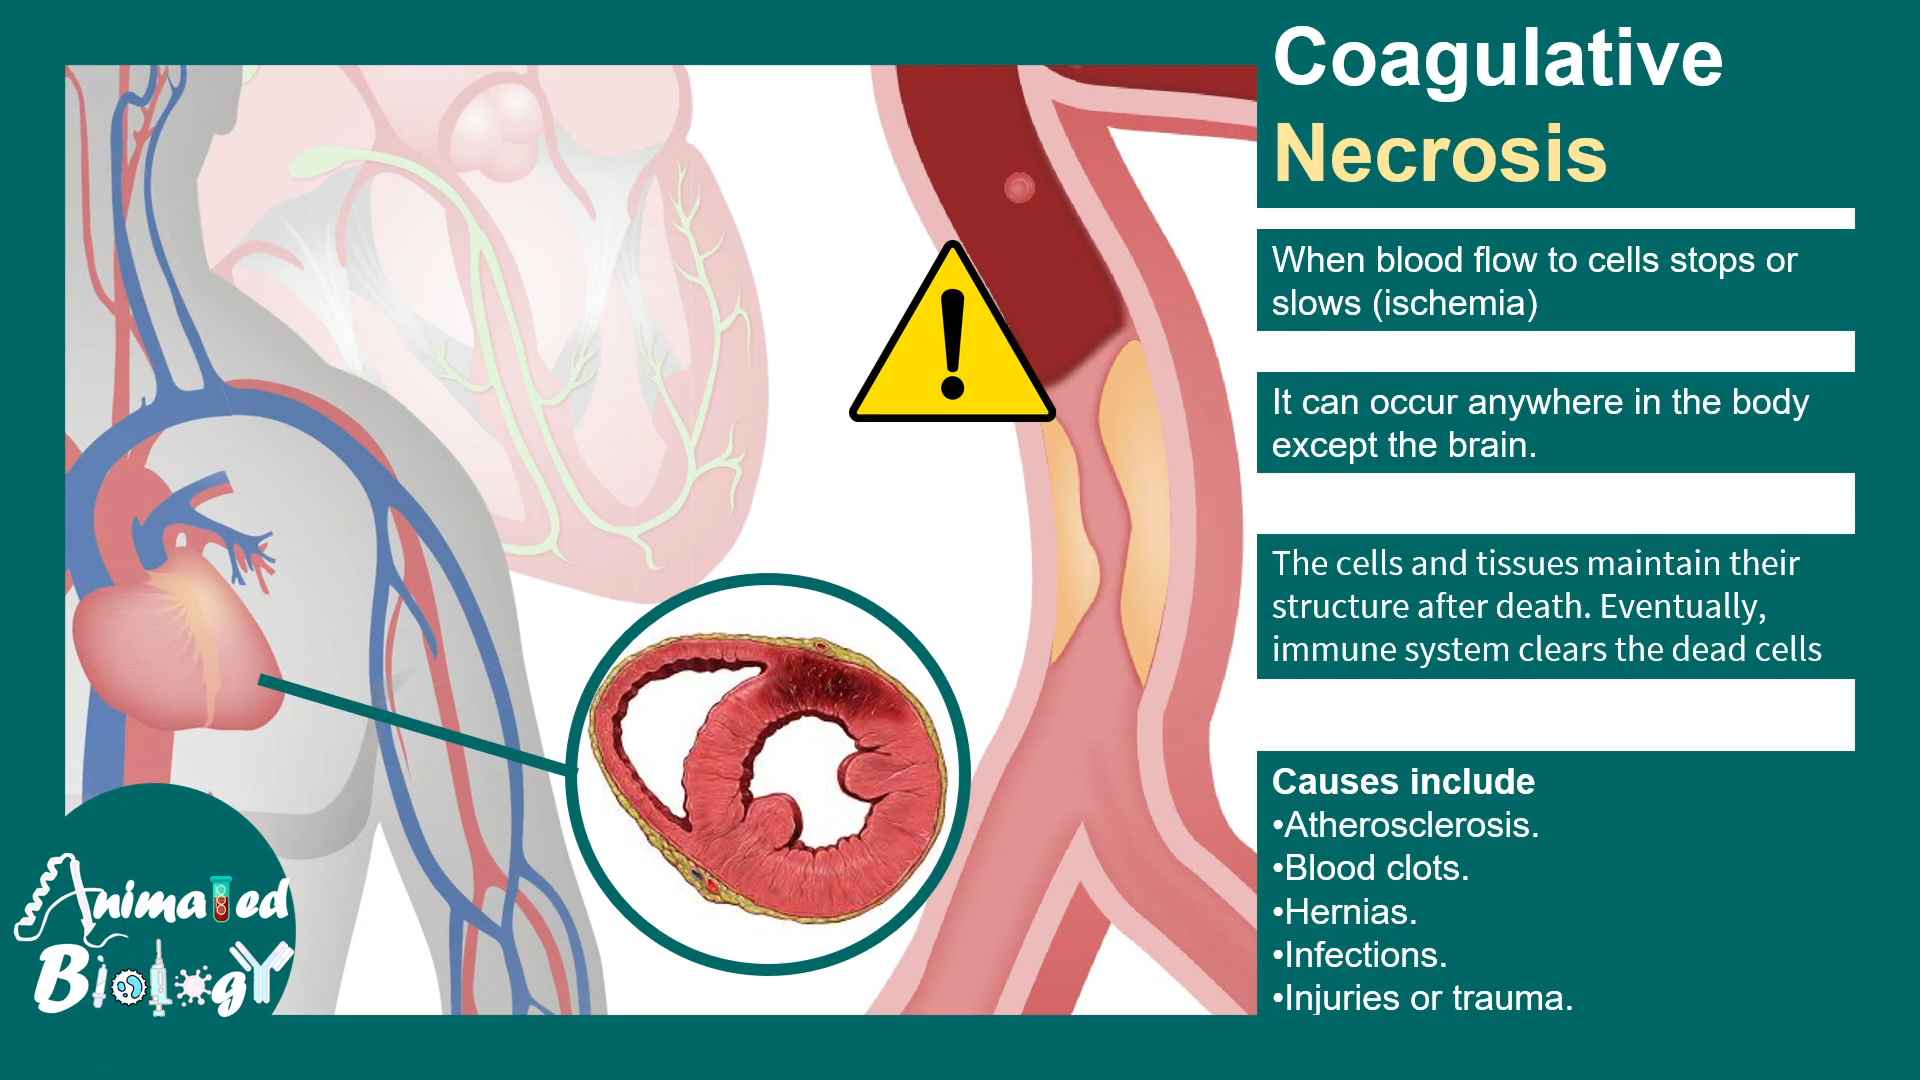 Coagulative
Necrosis
When blood flow to cells stops or
slows (ischemia)
It can occur anywhere in the body
except the brain.
The cells and tissues maintain their
structure after death. Eventually,
immune system clears the dead cells
Causes include
•Atherosclerosis.
•Blood clots.
•Hernias.
•Infections.
•Injuries or trauma.
Animated
Biology